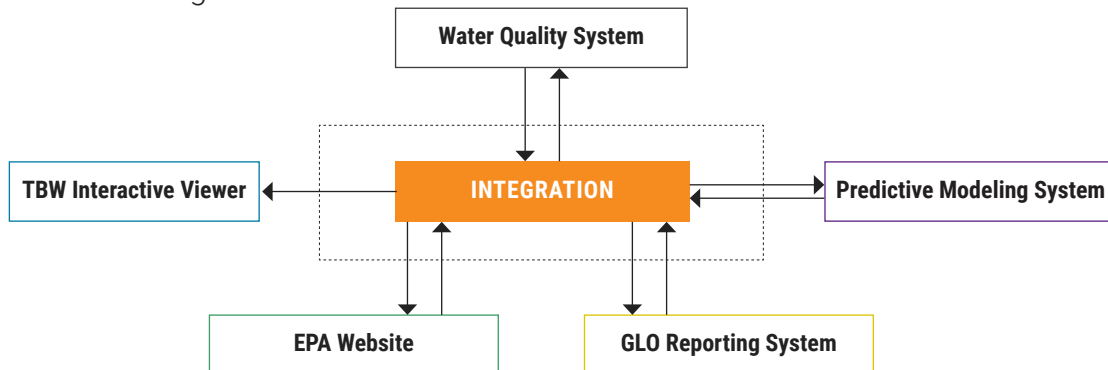 Water Quality System
TBW Interactive Viewer
INTEGRATION
Predictive Modeling System
EPA Website
GLO Reporting System